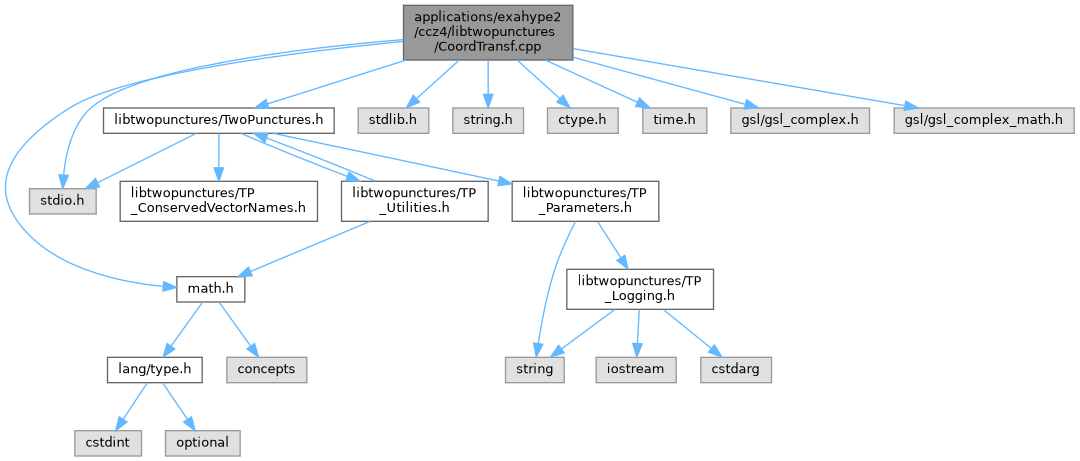 applications/exahype2
/ccz4/libtwopunctures
/CoordTransf.cpp
libtwopunctures/TwoPunctures.h
stdlib.h
string.h
ctype.h
time.h
gsl/gsl_complex.h
gsl/gsl_complex_math.h
stdio.h
libtwopunctures/TP
_ConservedVectorNames.h
libtwopunctures/TP
_Utilities.h
libtwopunctures/TP
_Parameters.h
math.h
libtwopunctures/TP
_Logging.h
lang/type.h
concepts
string
iostream
cstdarg
cstdint
optional